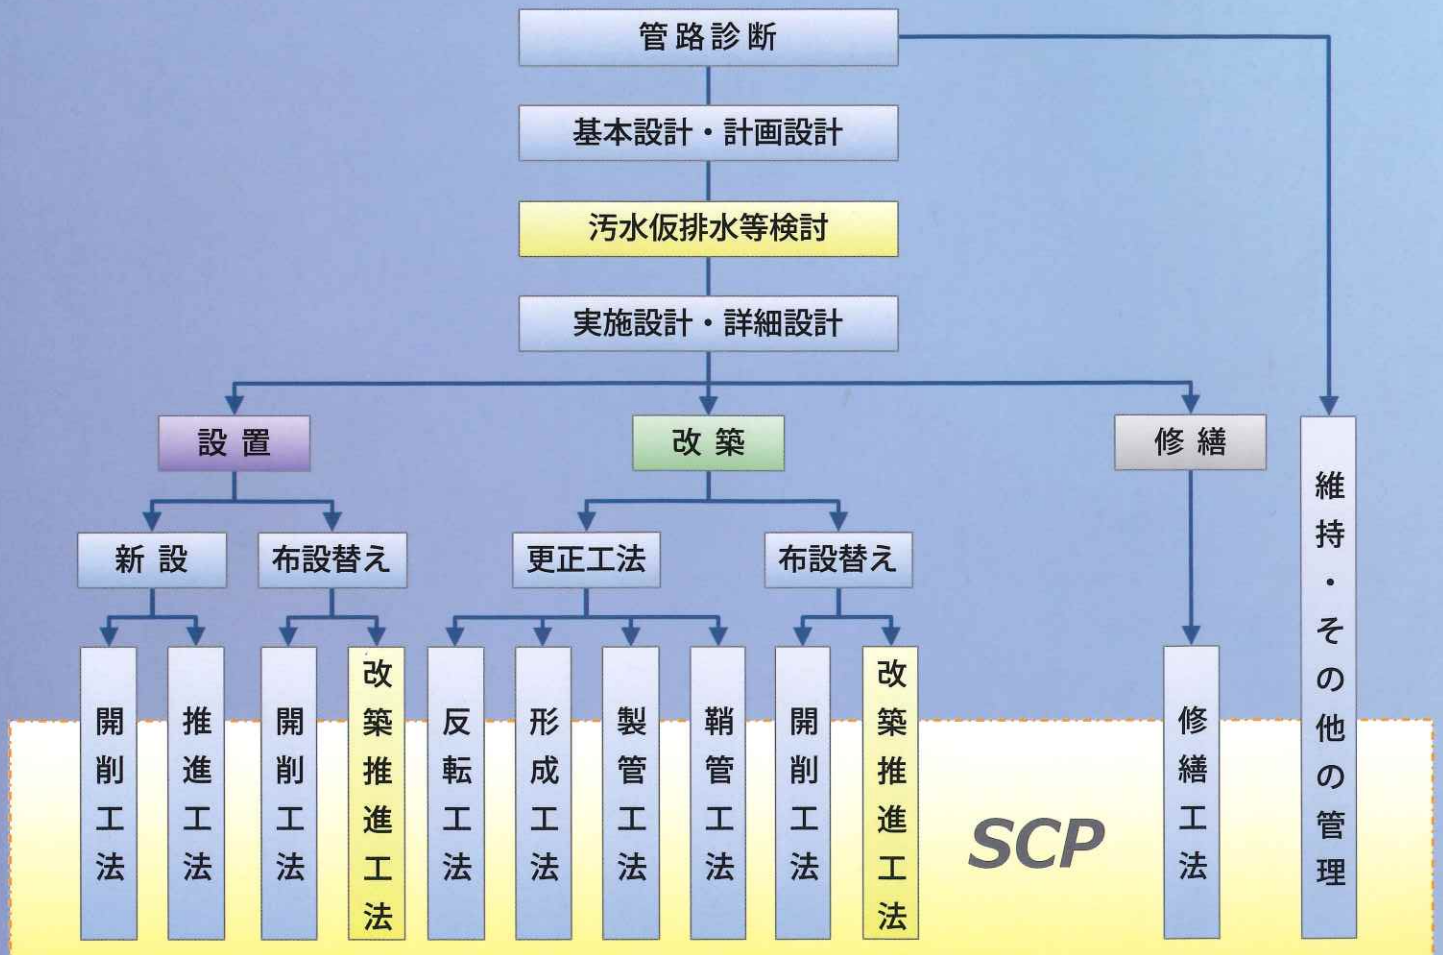 管路診断
基本設計・計画設計
汚水仮排水等検討
実施設計・詳細設計
設置
改築
修繕
新設
布設替え
更正工法
布設替え
開削工法
推進工法
開削工法
改築推進工法
反転工法
形成工法
製管工法
鞘管工法
開削工法
改築推進工法
修繕工法
維持・その他の管理
SCP